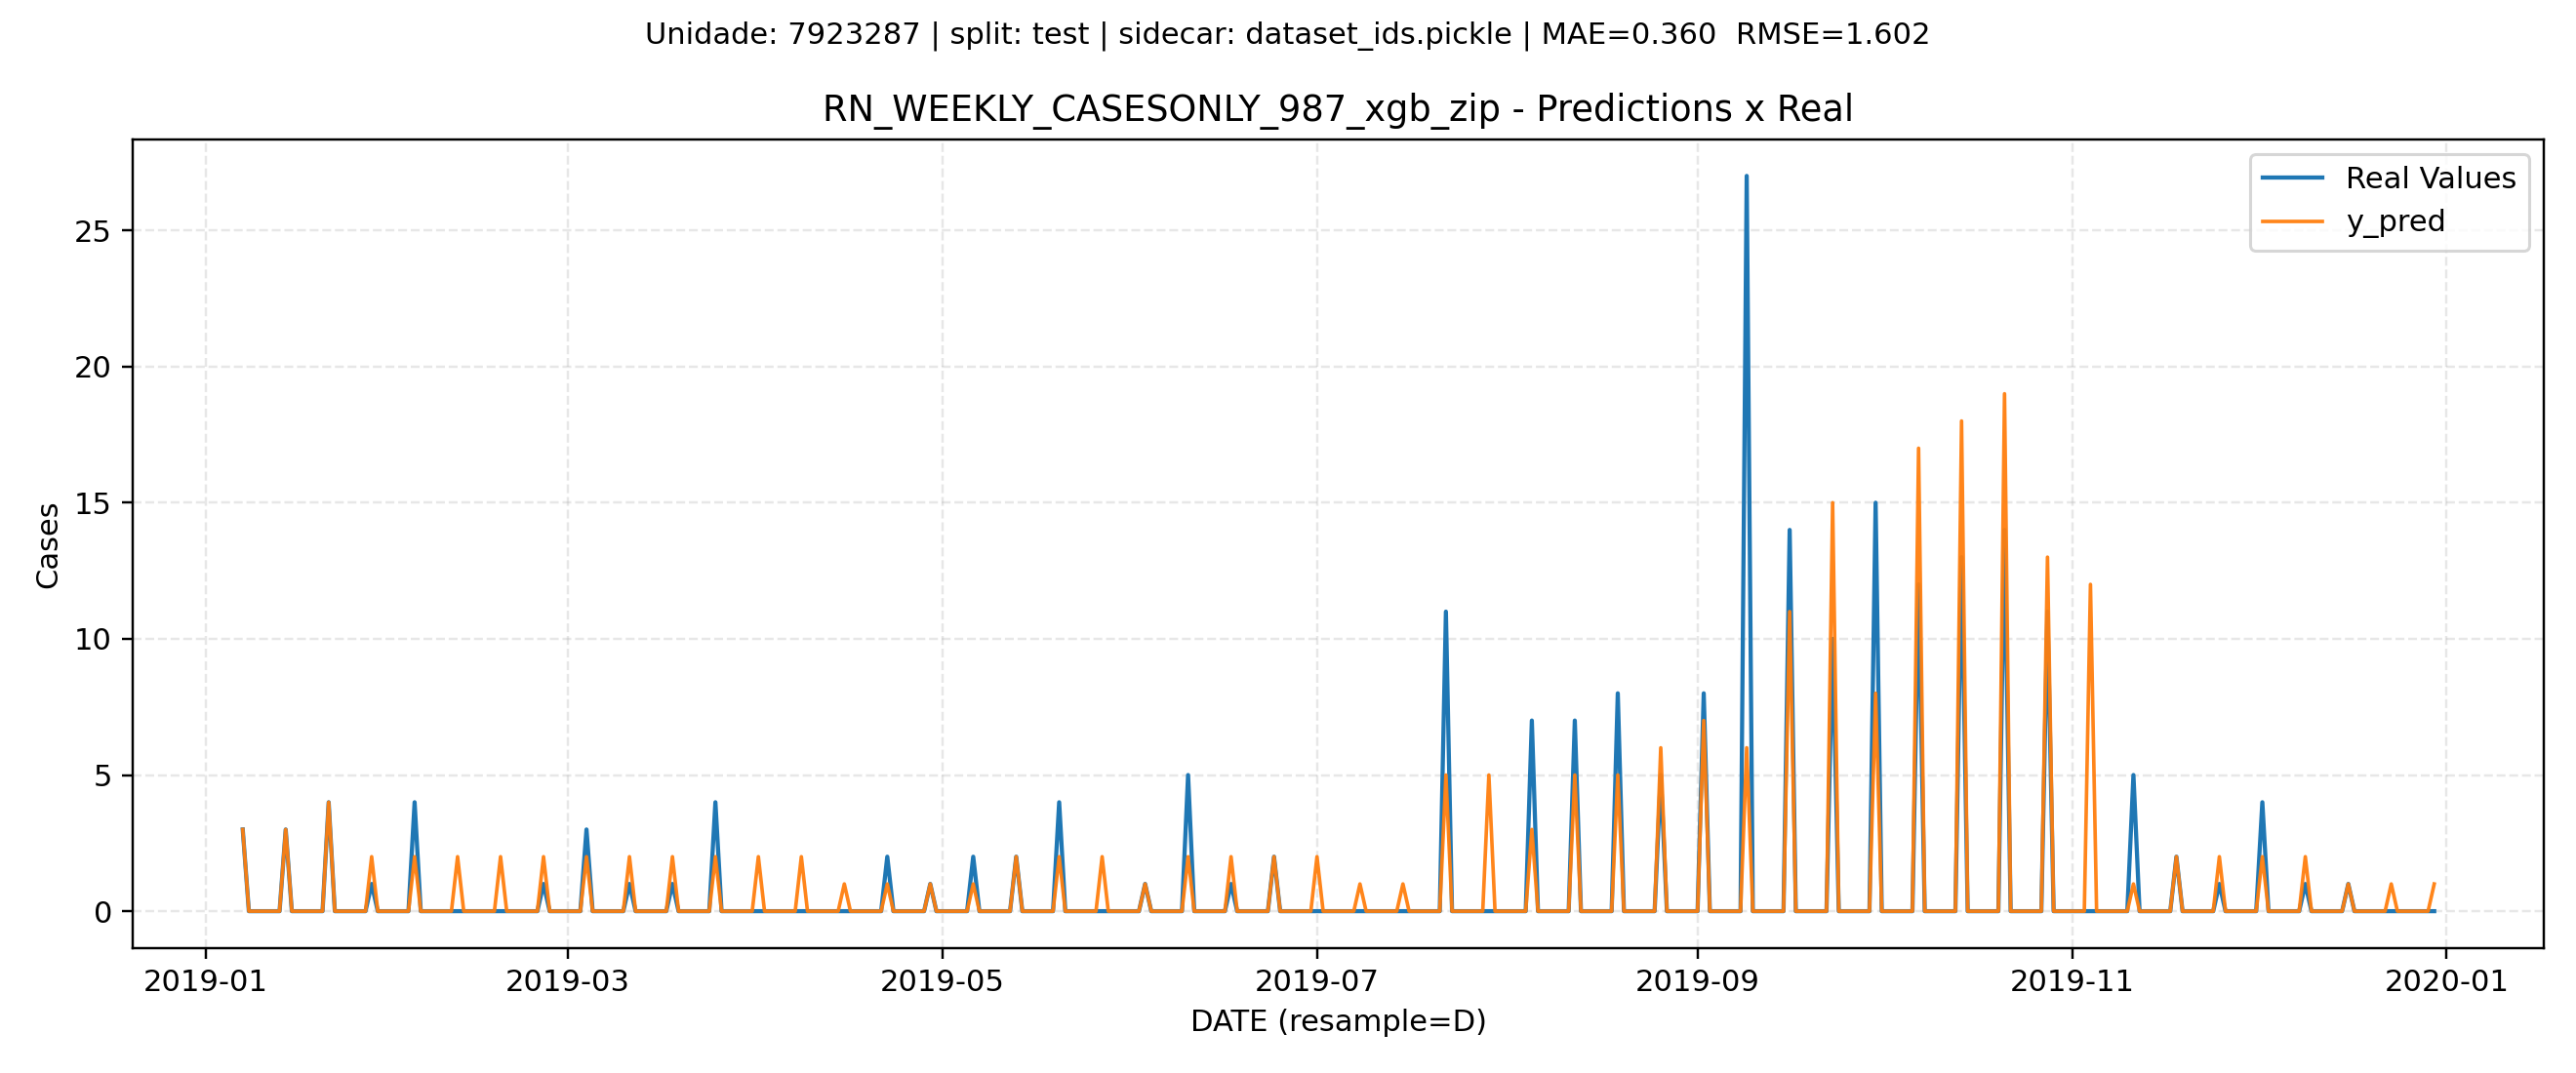 Unidade: 7923287 | split: test | sidecar: dataset_ids.pickle | MAE=0.360  RMSE=1.602
RN_WEEKLY_CASESONLY_987_xgb_zip - Predictions x Real
Real Values
y_pred
25
20
15
10
5
0
Cases
2019-01
2019-03
2019-05
2019-07
2019-09
2019-11
2020-01
DATE (resample=D)